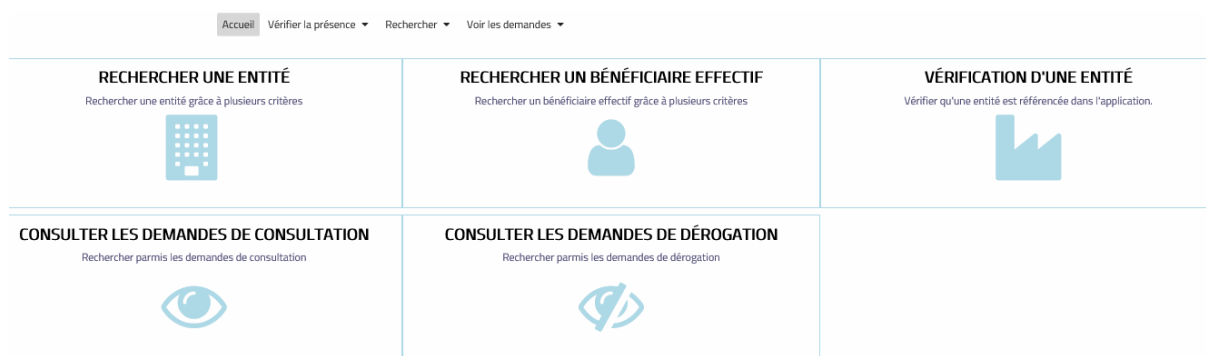 Accueil Vérifier la présence Rechercher Voir les demandes
RECHERCHER UNE ENTITÉ
Rechercher une entité grâce à plusieurs critères
RECHERCHER UN BÉNÉFICIAIRE EFFECTIF
Rechercher un bénéficiaire effectif grâce à plusieurs critères
VÉRIFICATION D'UNE ENTITÉ
Vérifier qu'une entité est référencée dans l'application.
CONSULTER LES DEMANDES DE CONSULTATION
Rechercher parmis les demandes de consultation
CONSULTER LES DEMANDES DE DÉROGATION
Rechercher parmis les demandes de dérogation